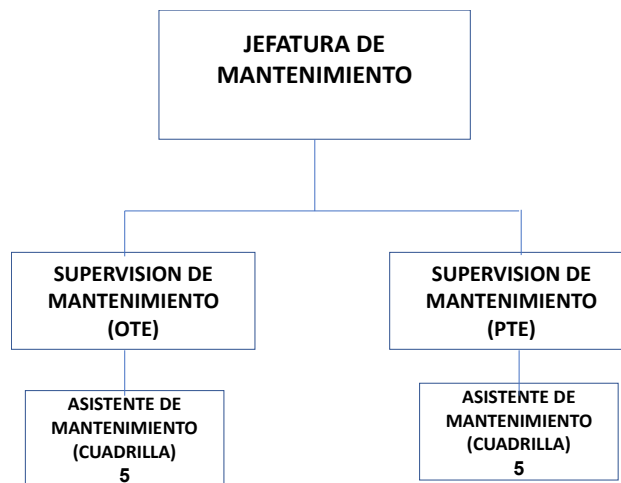 JEFATURA DE
MANTENIMIENTO
SUPERVISION DE
MANTENIMIENTO
(OTE)
SUPERVISION DE
MANTENIMIENTO
(PTE)
ASISTENTE DE
MANTENIMIENTO
(CUADRILLA)
5
ASISTENTE DE
MANTENIMIENTO
(CUADRILLA)
5